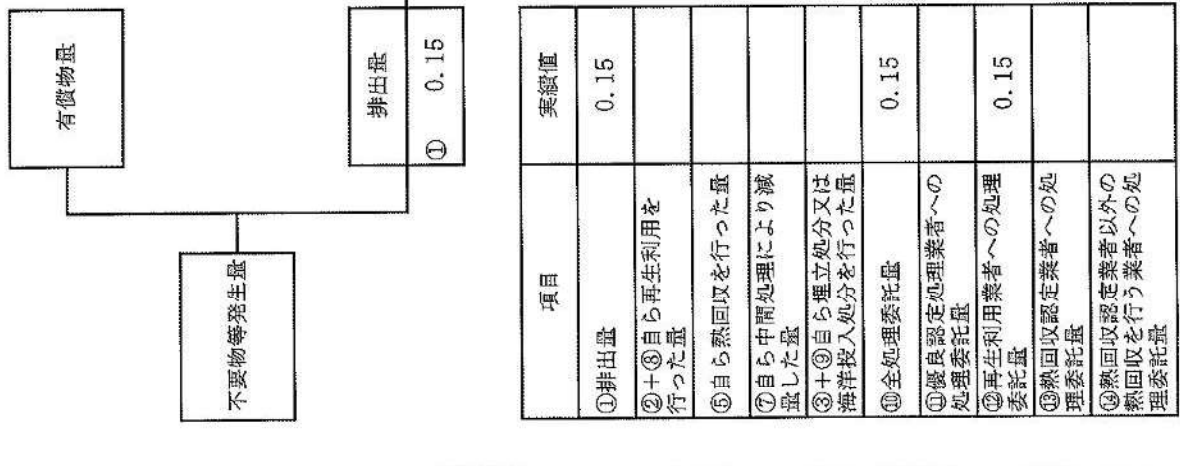 有償物量
不要物等発生量
排出量
① 0.15
項目 実績値
①排出量 0.15
②+⑧自ら再生利用を
行った量
⑤自ら熱回収を行った量
⑦自ら中間処理により減
量した量
③+⑨自ら埋立処分又は
海洋投入処分を行った量
⑩全処理委託量 0.15
⑪優良認定処理業者への
処理委託量
⑫再生利用業者への処理
委託量 0.15
⑬熱回収認定業者への処
理委託量
⑭熱回収認定業者以外の
熱回収を行う業者への処
理委託量